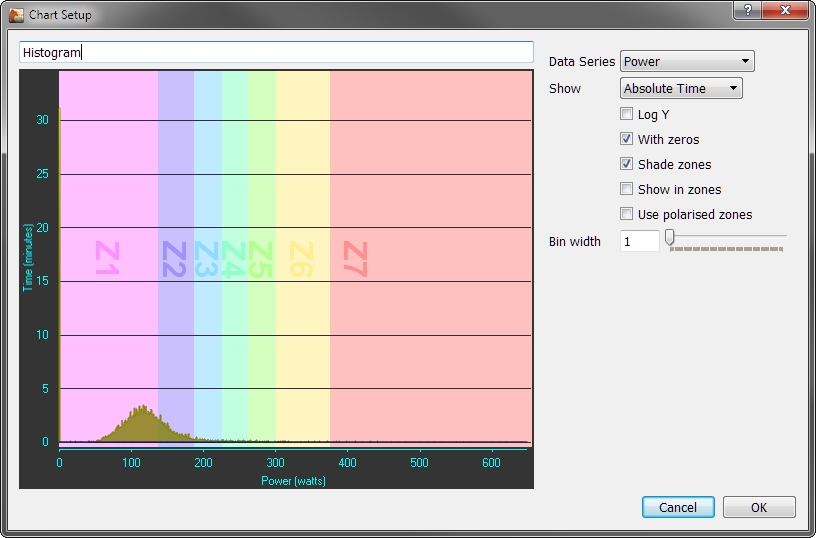 Chart Setup
Histogram
Data Series Power
Show Absolute Time
Log Y
With zeros
Shade zones
Show in zones
Use polarised zones
Bin width 1
30
25
20
15
10
5
0
Time (minutes)
Z1 Z2 Z3 Z4 Z5 Z6 Z7
0 100 200 300 400 500 600
Power (watts)
Cancel OK